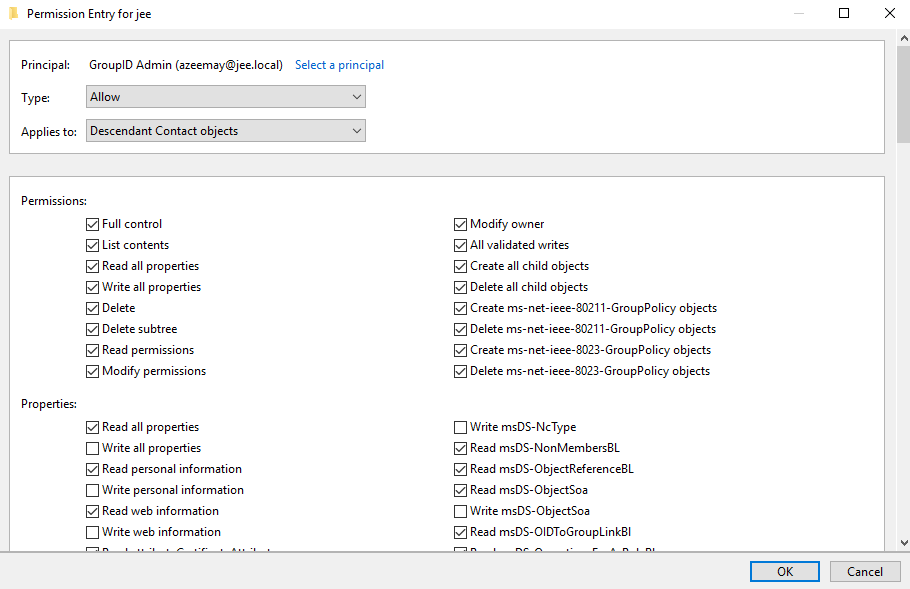 Permission Entry for jee
Principal: GroupID Admin (azeemay@jee.local) Select a principal
Type: Allow
Applies to: Descendant Contact objects
Permissions:
Full control Modify owner
List contents All validated writes
Read all properties Create all child objects
Write all properties Delete all child objects
Delete Create ms-net-ieee-80211-GroupPolicy objects
Delete subtree Delete ms-net-ieee-80211-GroupPolicy objects
Read permissions Create ms-net-ieee-8023-GroupPolicy objects
Modify permissions Delete ms-net-ieee-8023-GroupPolicy objects
Properties:
Read all properties Write msDS-NcType
Write all properties Read msDS-NonMembersBL
Read personal information Read msDS-ObjectReferenceBL
Write personal information Read msDS-ObjectSoa
Read web information Write msDS-ObjectSoa
Write web information Read msDS-OIDToGroupLinkBl
OK Cancel